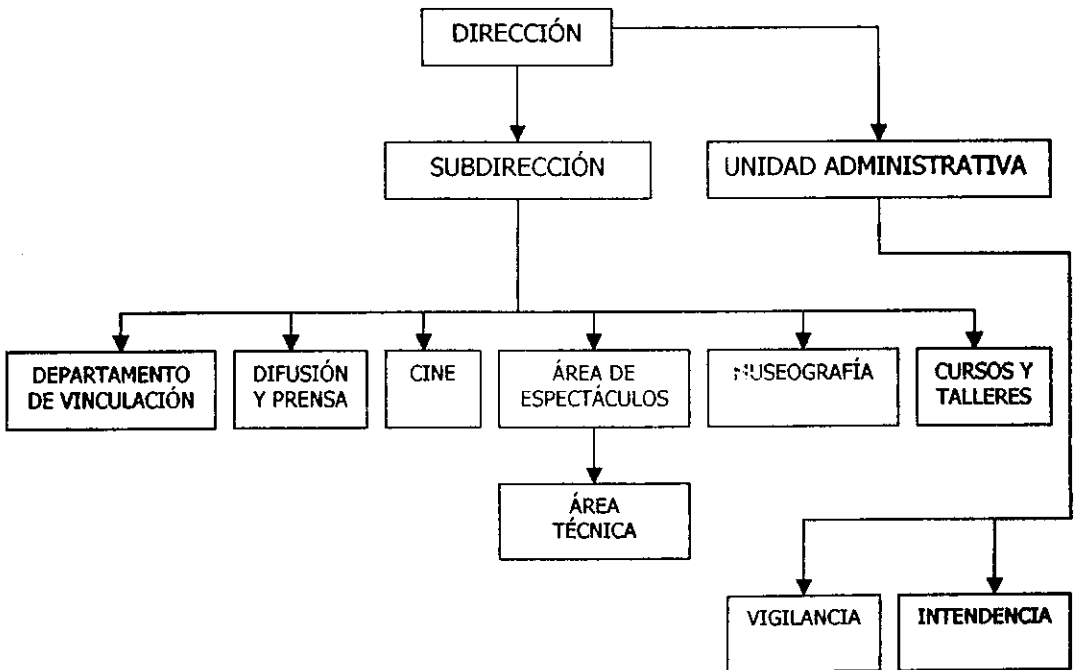 DIRECCIÓN
SUBDIRECCIÓN
UNIDAD ADMINISTRATIVA
DEPARTAMENTO
DE VINCULACIÓN
DIFUSIÓN
Y PRENSA
CINE
ÁREA DE
ESPECTÁCULOS
MUSEOGRAFÍA
CURSOS Y
TALLERES
ÁREA
TÉCNICA
VIGILANCIA
INTENDENCIA